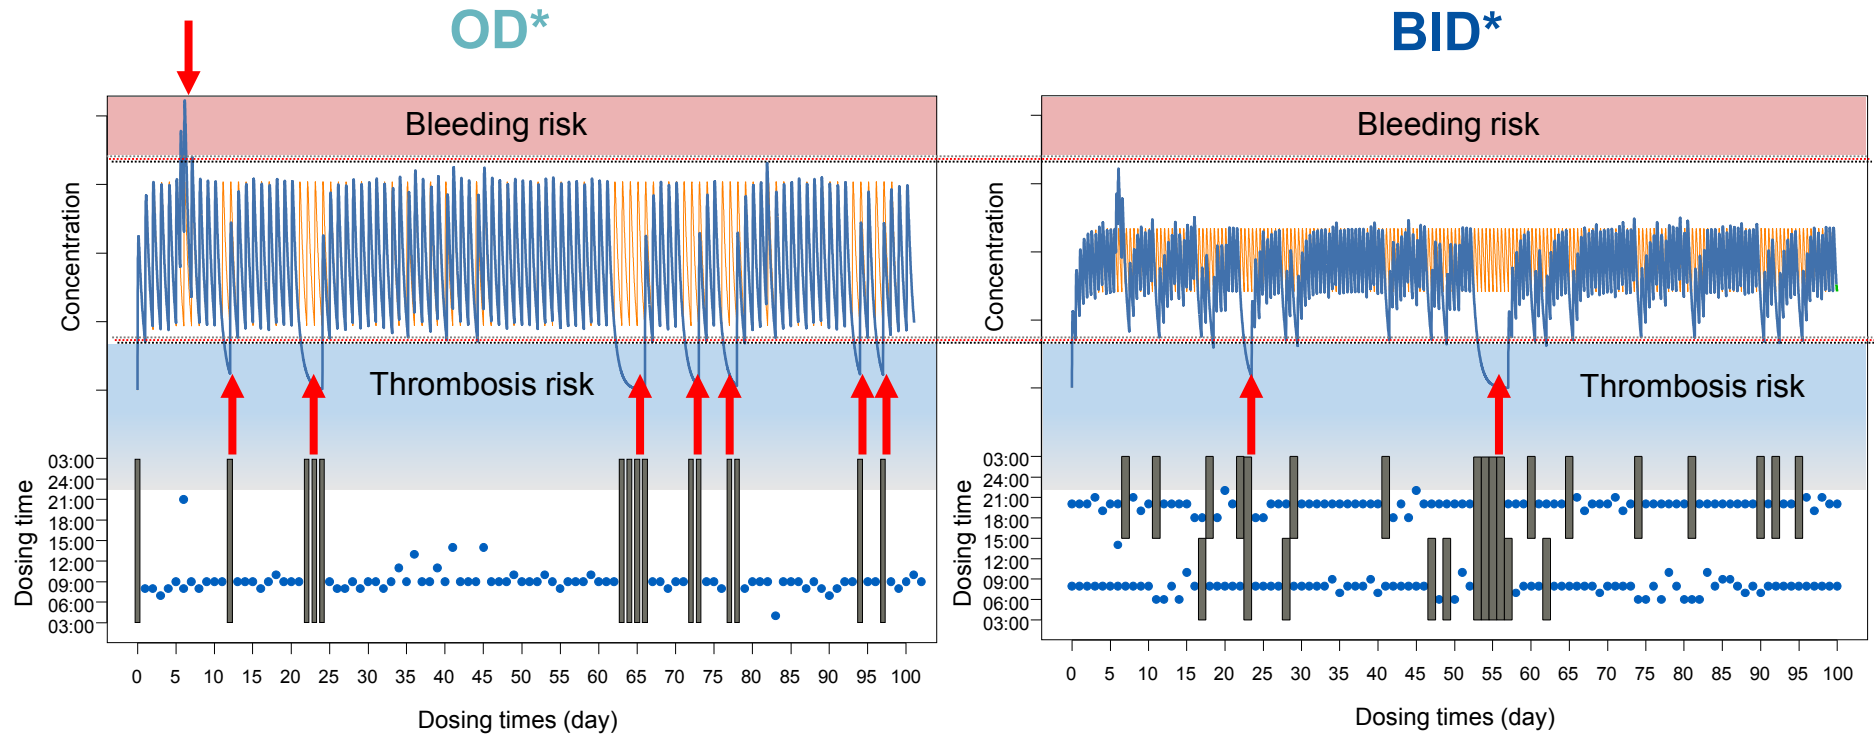 OD*
BID*
Bleeding risk
Bleeding risk
Concentration
Concentration
Thrombosis risk
Thrombosis risk
Dosing time
03:00
24:00
21:00
18:00
15:00
12:00
09:00
06:00
03:00
0 5 10 15 20 25 30 35 40 45 50 55 60 65 70 75 80 85 90 95 100
Dosing times (day)
Dosing time
03:00
24:00
21:00
18:00
15:00
12:00
09:00
06:00
03:00
0 5 10 15 20 25 30 35 40 45 50 55 60 65 70 75 80 85 90 95 100
Dosing times (day)